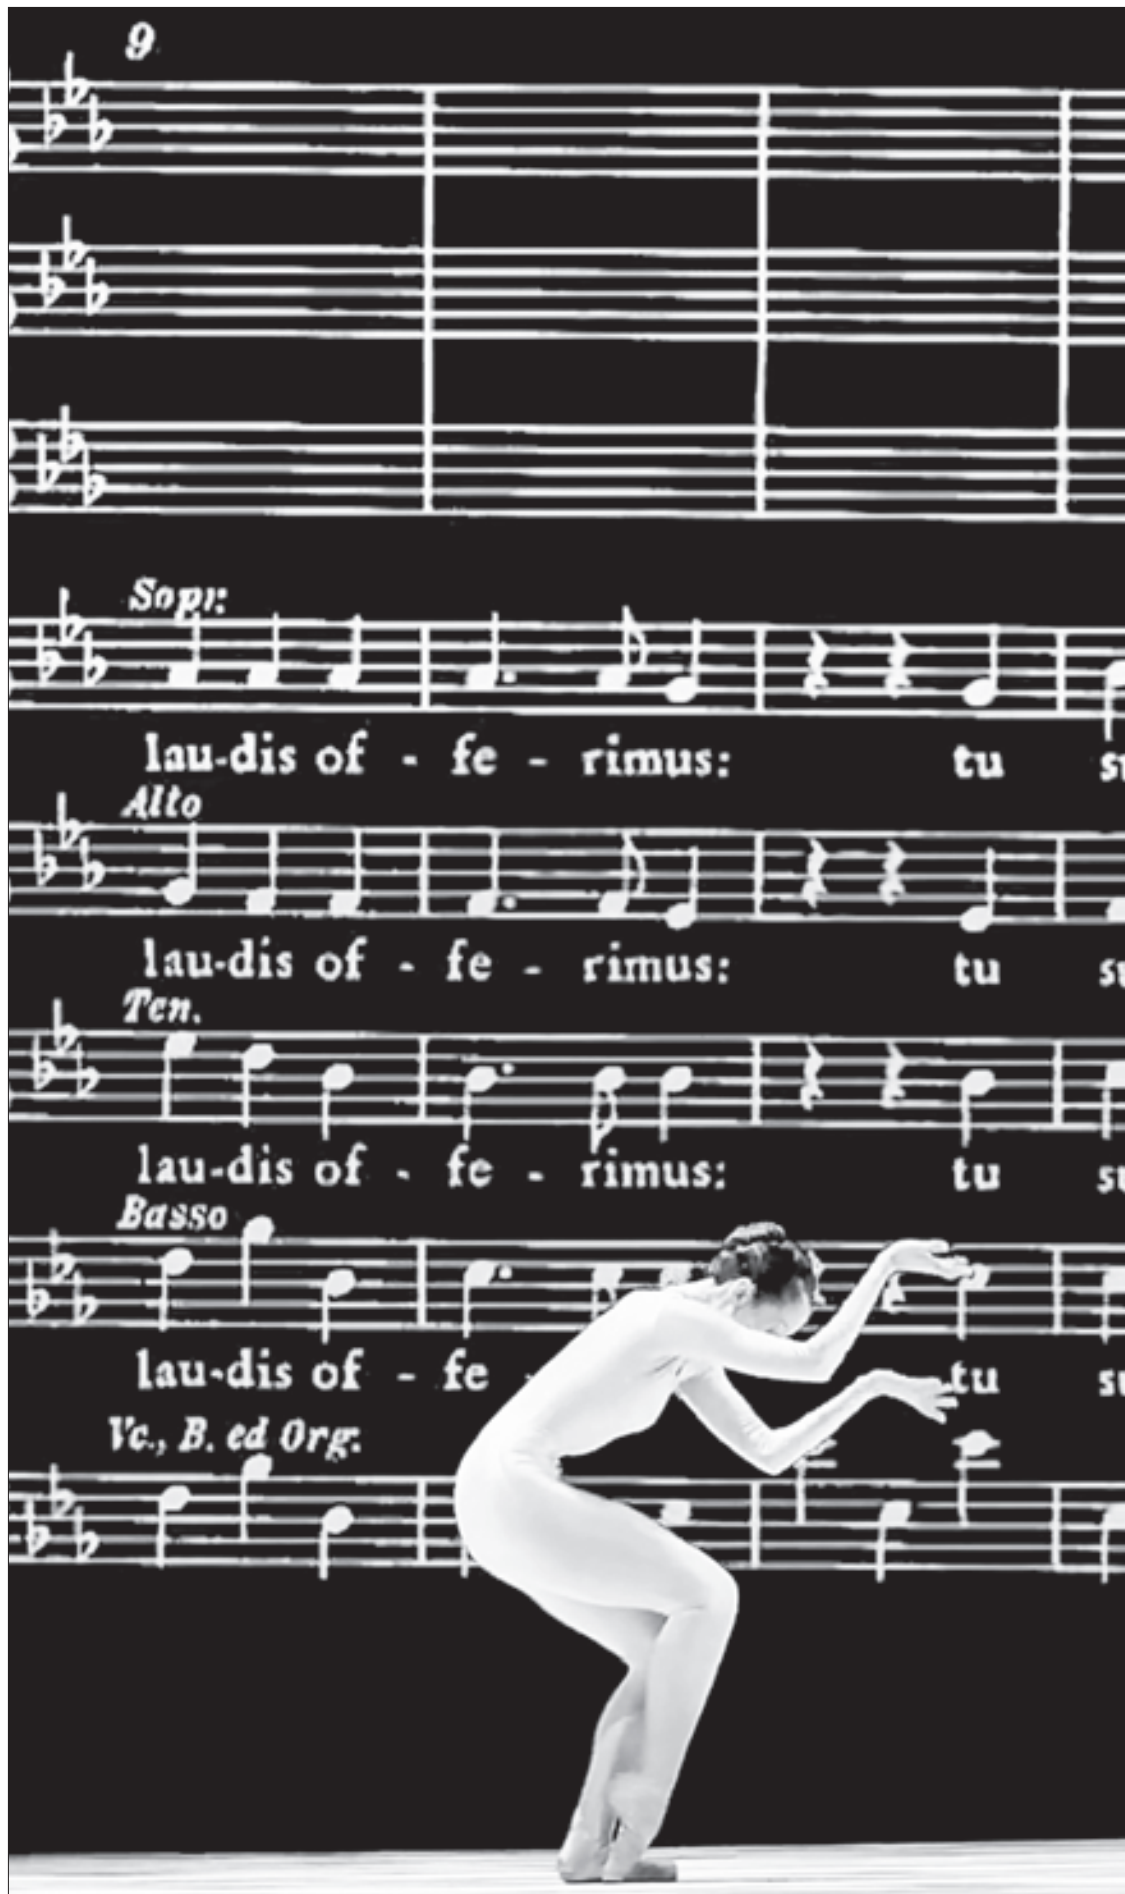 9
Sopr:
lau-dis of - fe - rimus: tu
Alto
lau-dis of - fe - rimus: tu
Ten.
lau-dis of - fe - rimus: tu
Basso
lau-dis of - fe - tu
Vc., B. ed Org: